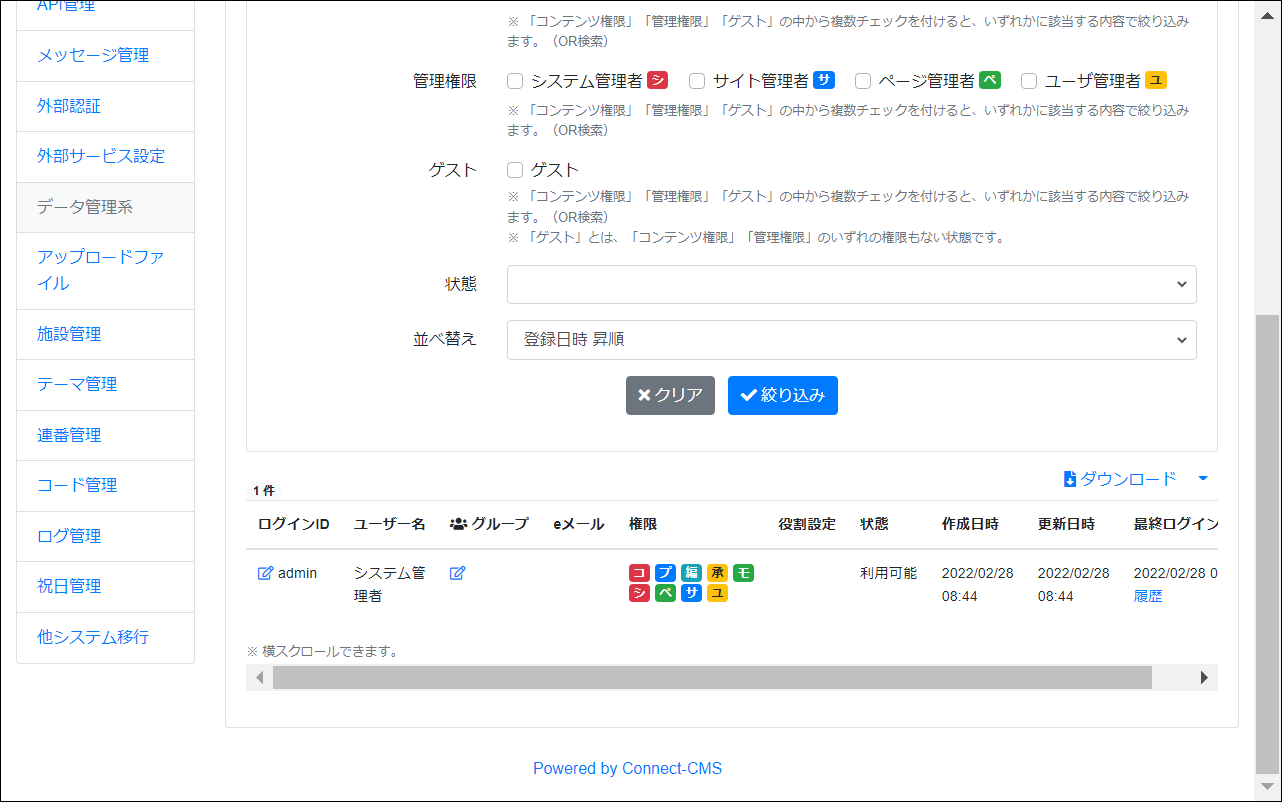 API管理
メッセージ管理
外部認証
外部サービス設定
データ管理系
アップロードファ
イル
施設管理
テーマ管理
連番管理
コード管理
ログ管理
祝日管理
他システム移行
※ 「コンテンツ権限」「管理権限」「ゲスト」の中から複数チェックを付けると、いずれかに該当する内容で絞り込み
ます。（OR検索）
管理権限 システム管理者 シ サイト管理者 サ ページ管理者 ペ ユーザ管理者 ユ
※ 「コンテンツ権限」「管理権限」「ゲスト」の中から複数チェックを付けると、いずれかに該当する内容で絞り込み
ます。（OR検索）
ゲスト ゲスト
※ 「コンテンツ権限」「管理権限」「ゲスト」の中から複数チェックを付けると、いずれかに該当する内容で絞り込み
ます。（OR検索）
※ 「ゲスト」とは、「コンテンツ権限」「管理権限」のいずれの権限もない状態です。
状態
並べ替え 登録日時 昇順
クリア 絞り込み
ダウンロード
1 件
ログインID ユーザー名 グループ eメール 権限 役割設定 状態 作成日時 更新日時 最終ログイン
admin システム管 コ プ 編 承 モ 利用可能 2022/02/28 2022/02/28 2022/02/28 0
理者 シ ペ サ ユ 08:44 08:44 履歴
※ 横スクロールできます。
Powered by Connect-CMS